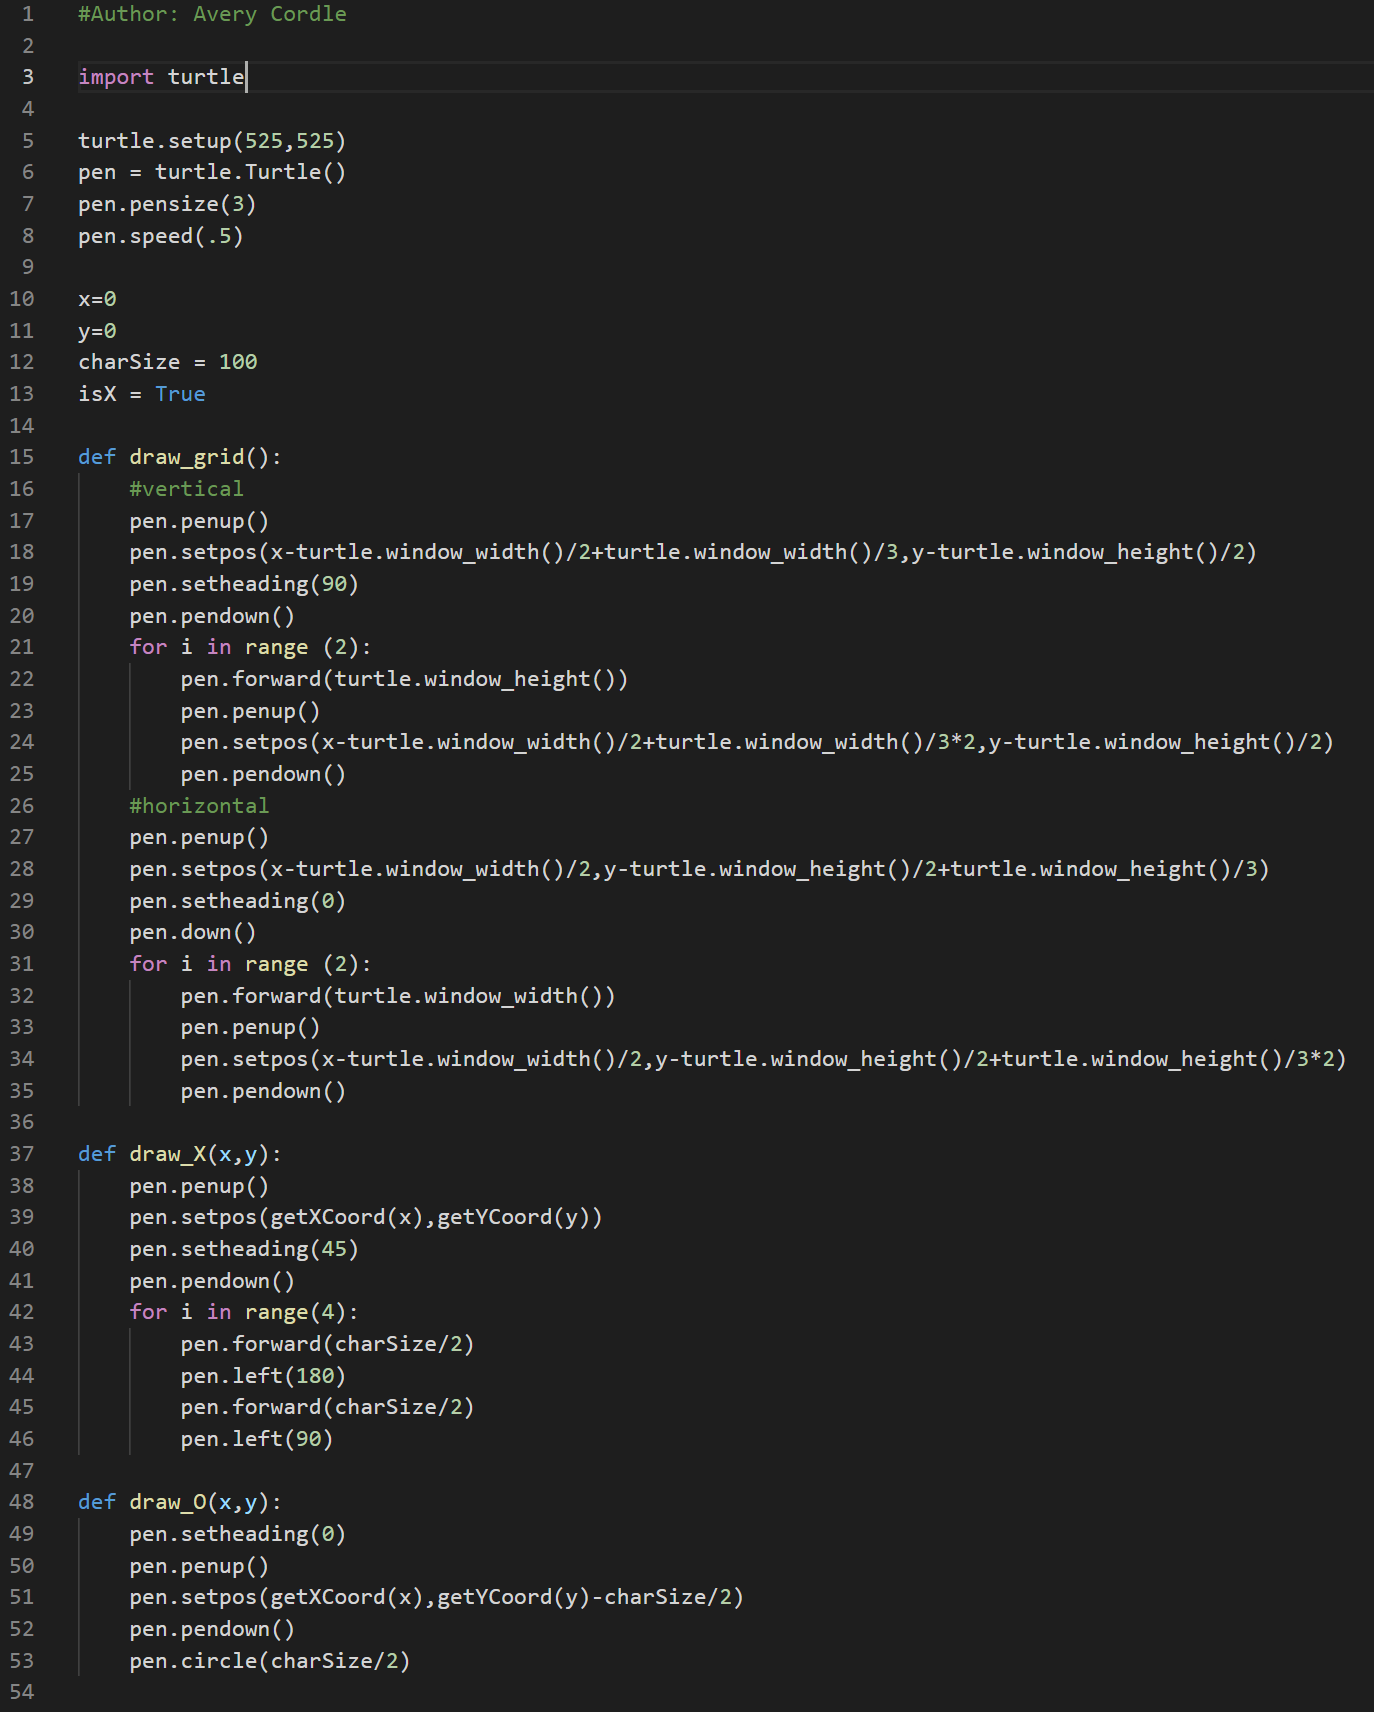 1 #Author: Avery Cordle
2
3 import turtle
4
5 turtle.setup(525,525)
6 pen = turtle.Turtle()
7 pen.pensize(3)
8 pen.speed(.5)
9
10 x=0
11 y=0
12 charSize = 100
13 isX = True
14
15 def draw_grid():
16     #vertical
17     pen.penup()
18     pen.setpos(x-turtle.window_width()/2+turtle.window_width()/3,y-turtle.window_height()/2)
19     pen.setheading(90)
20     pen.pendown()
21     for i in range (2):
22         pen.forward(turtle.window_height())
23         pen.penup()
24         pen.setpos(x-turtle.window_width()/2+turtle.window_width()/3*2,y-turtle.window_height()/2)
25         pen.pendown()
26     #horizontal
27     pen.penup()
28     pen.setpos(x-turtle.window_width()/2,y-turtle.window_height()/2+turtle.window_height()/3)
29     pen.setheading(0)
30     pen.down()
31     for i in range (2):
32         pen.forward(turtle.window_width())
33         pen.penup()
34         pen.setpos(x-turtle.window_width()/2,y-turtle.window_height()/2+turtle.window_height()/3*2)
35         pen.pendown()
36
37 def draw_X(x,y):
38     pen.penup()
39     pen.setpos(getXCoord(x),getYCoord(y))
40     pen.setheading(45)
41     pen.pendown()
42     for i in range(4):
43         pen.forward(charSize/2)
44         pen.left(180)
45         pen.forward(charSize/2)
46         pen.left(90)
47
48 def draw_O(x,y):
49     pen.setheading(0)
50     pen.penup()
51     pen.setpos(getXCoord(x),getYCoord(y)-charSize/2)
52     pen.pendown()
53     pen.circle(charSize/2)
54